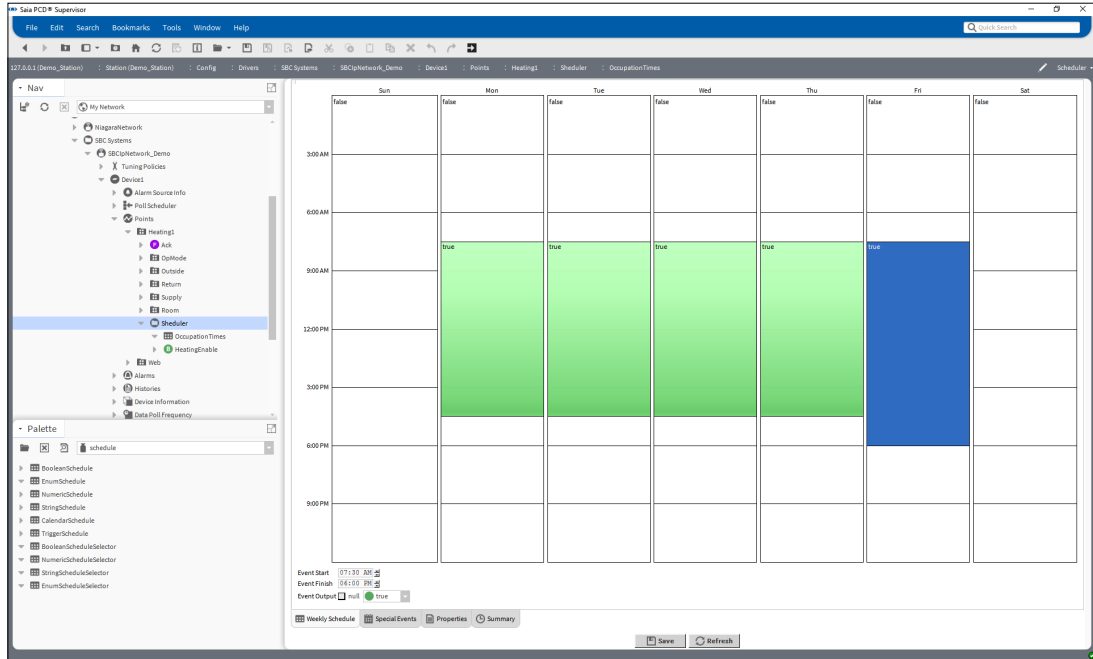 Saia PCD® Supervisor
File Edit Search Bookmarks Tools Window Help
Quick Search
127.0.0.1 (Demo_Station) : Station (Demo_Station) : Config : Drivers : SBC Systems : SBCIpNetwork_Demo : Device1 : Points : Heating1 : Sheduler : OccupationTimes
Scheduler
Nav
My Network
NiagaraNetwork
SBC Systems
SBCIpNetwork_Demo
Tuning Policies
Device1
Alarm Source Info
Poll Scheduler
Points
Heating1
Ack
OpMode
Outside
Return
Supply
Room
Sheduler
OccupationTimes
HeatingEnable
Web
Alarms
Histories
Device Information
Data Poll Frequency
Palette
schedule
BooleanSchedule
EnumSchedule
NumericSchedule
StringSchedule
CalendarSchedule
TriggerSchedule
BooleanScheduleSelector
NumericScheduleSelector
StringScheduleSelector
EnumScheduleSelector
Sun Mon Tue Wed Thu Fri Sat
false false false false false false false
3:00 AM
6:00 AM
true true true true true
9:00 AM
12:00 PM
3:00 PM
6:00 PM
9:00 PM
Event Start 07:30 AM
Event Finish 06:00 PM
Event Output null true
Weekly Schedule Special Events Properties Summary
Save Refresh